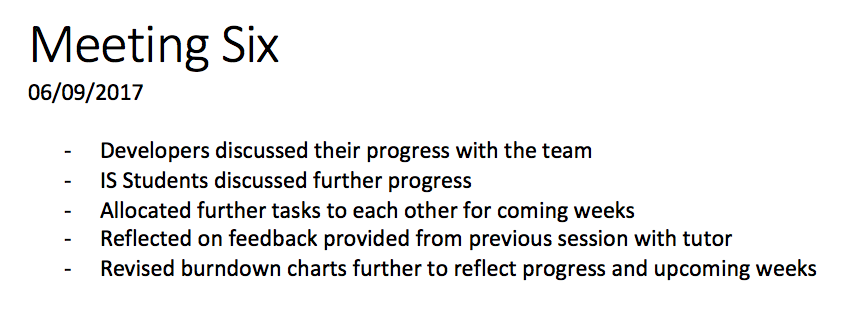 Meeting Six
06/09/2017
- Developers discussed their progress with the team
- IS Students discussed further progress
- Allocated further tasks to each other for coming weeks
- Reflected on feedback provided from previous session with tutor
- Revised burndown charts further to reflect progress and upcoming weeks